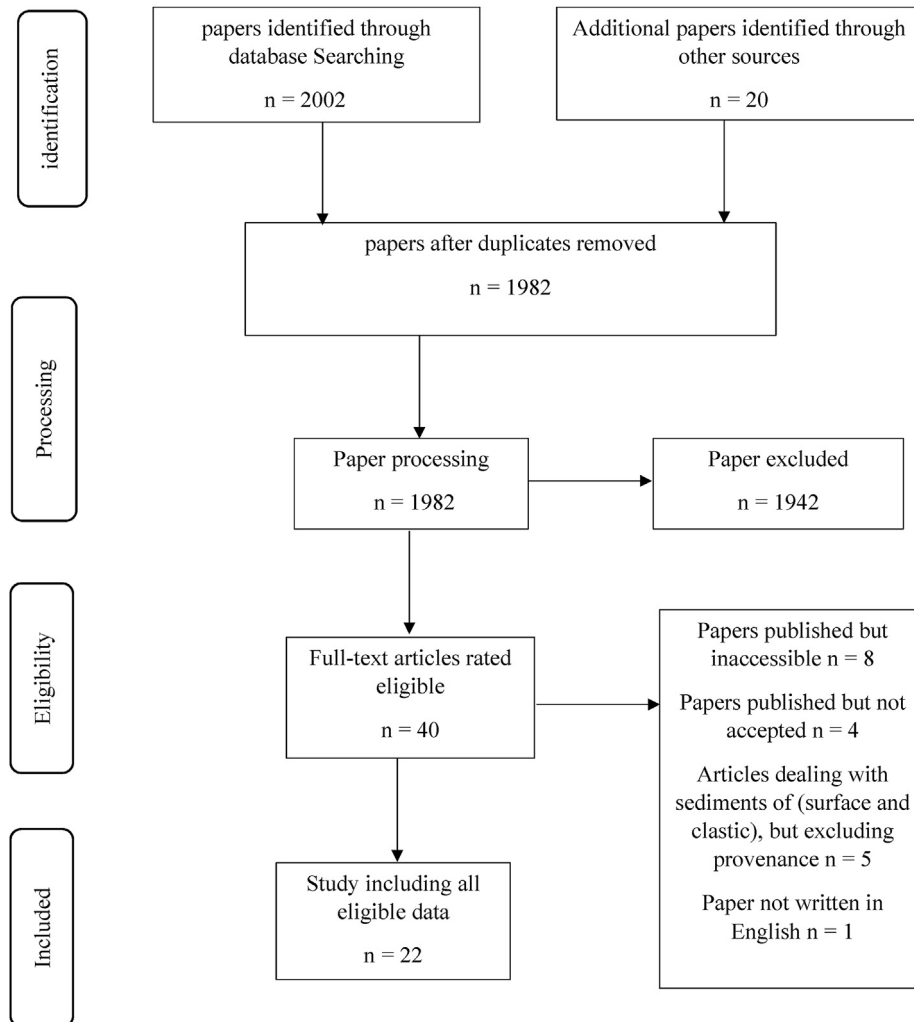 identification
papers identified through
database Searching
n = 2002
Additional papers identified through
other sources
n = 20
papers after duplicates removed
n = 1982
Processing
Paper processing
n = 1982
Paper excluded
n = 1942
Eligibility
Full-text articles rated
eligible
n = 40
Papers published but
inaccessible n = 8
Papers published but not
accepted n = 4
Articles dealing with
sediments of (surface and
clastic), but excluding
provenance n = 5
Paper not written in
English n = 1
Included
Study including all
eligible data
n = 22